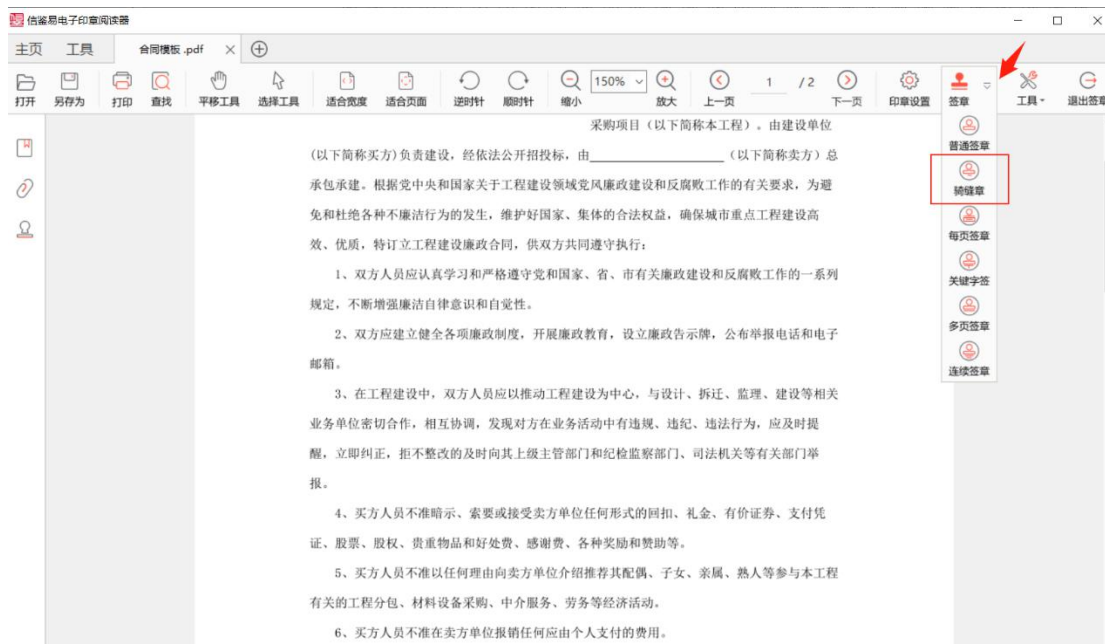 信鉴易电子印章阅读器
主页 工具 合同模板 .pdf
打开 另存为 打印 查找 平移工具 选择工具 适合宽度 适合页面 逆时针 顺时针 缩小 150% 放大 上一页 1 / 2 下一页 印章设置 签章 工具 退出签章
普通签章
骑缝章
每页签章
关键字签
多页签章
连续签章
采购项目（以下简称本工程）。由建设单位
(以下简称买方)负责建设，经依法公开招投标，由（以下简称卖方）总
承包承建。根据党中央和国家关于工程建设领域党风廉政建设和反腐败工作的有关要求，为避
免和杜绝各种不廉洁行为的发生，维护好国家、集体的合法权益，确保城市重点工程建设高
效、优质，特订立工程建设廉政合同，供双方共同遵守执行：
1、双方人员应认真学习和严格遵守党和国家、省、市有关廉政建设和反腐败工作的一系列
规定，不断增强廉洁自律意识和自觉性。
2、双方应建立健全各项廉政制度，开展廉政教育，设立廉政告示牌，公布举报电话和电子
邮箱。
3、在工程建设中，双方人员应以推动工程建设为中心，与设计、拆迁、监理、建设等相关
业务单位密切合作，相互协调，发现对方在业务活动中有违规、违纪、违法行为，应及时提
醒，立即纠正，拒不整改的及时向其上级主管部门和纪检监察部门、司法机关等有关部门举
报。
4、买方人员不准暗示、索要或接受卖方单位任何形式的回扣、礼金、有价证券、支付凭
证、股票、股权、贵重物品和好处费、感谢费、各种奖励和赞助等。
5、买方人员不准以任何理由向卖方单位介绍推荐其配偶、子女、亲属、熟人等参与本工程
有关的工程分包、材料设备采购、中介服务、劳务等经济活动。
6、买方人员不准在卖方单位报销任何应由个人支付的费用。